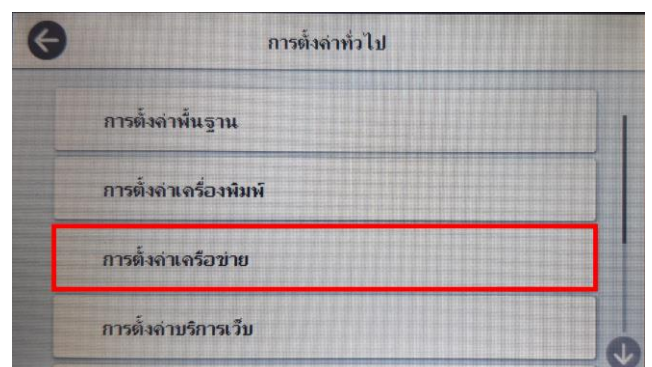 การตั้งค่าทั่วไป
การตั้งค่าพื้นฐาน
การตั้งค่าเครื่องพิมพ์
การตั้งค่าเครือข่าย
การตั้งค่าบริการเว็บ